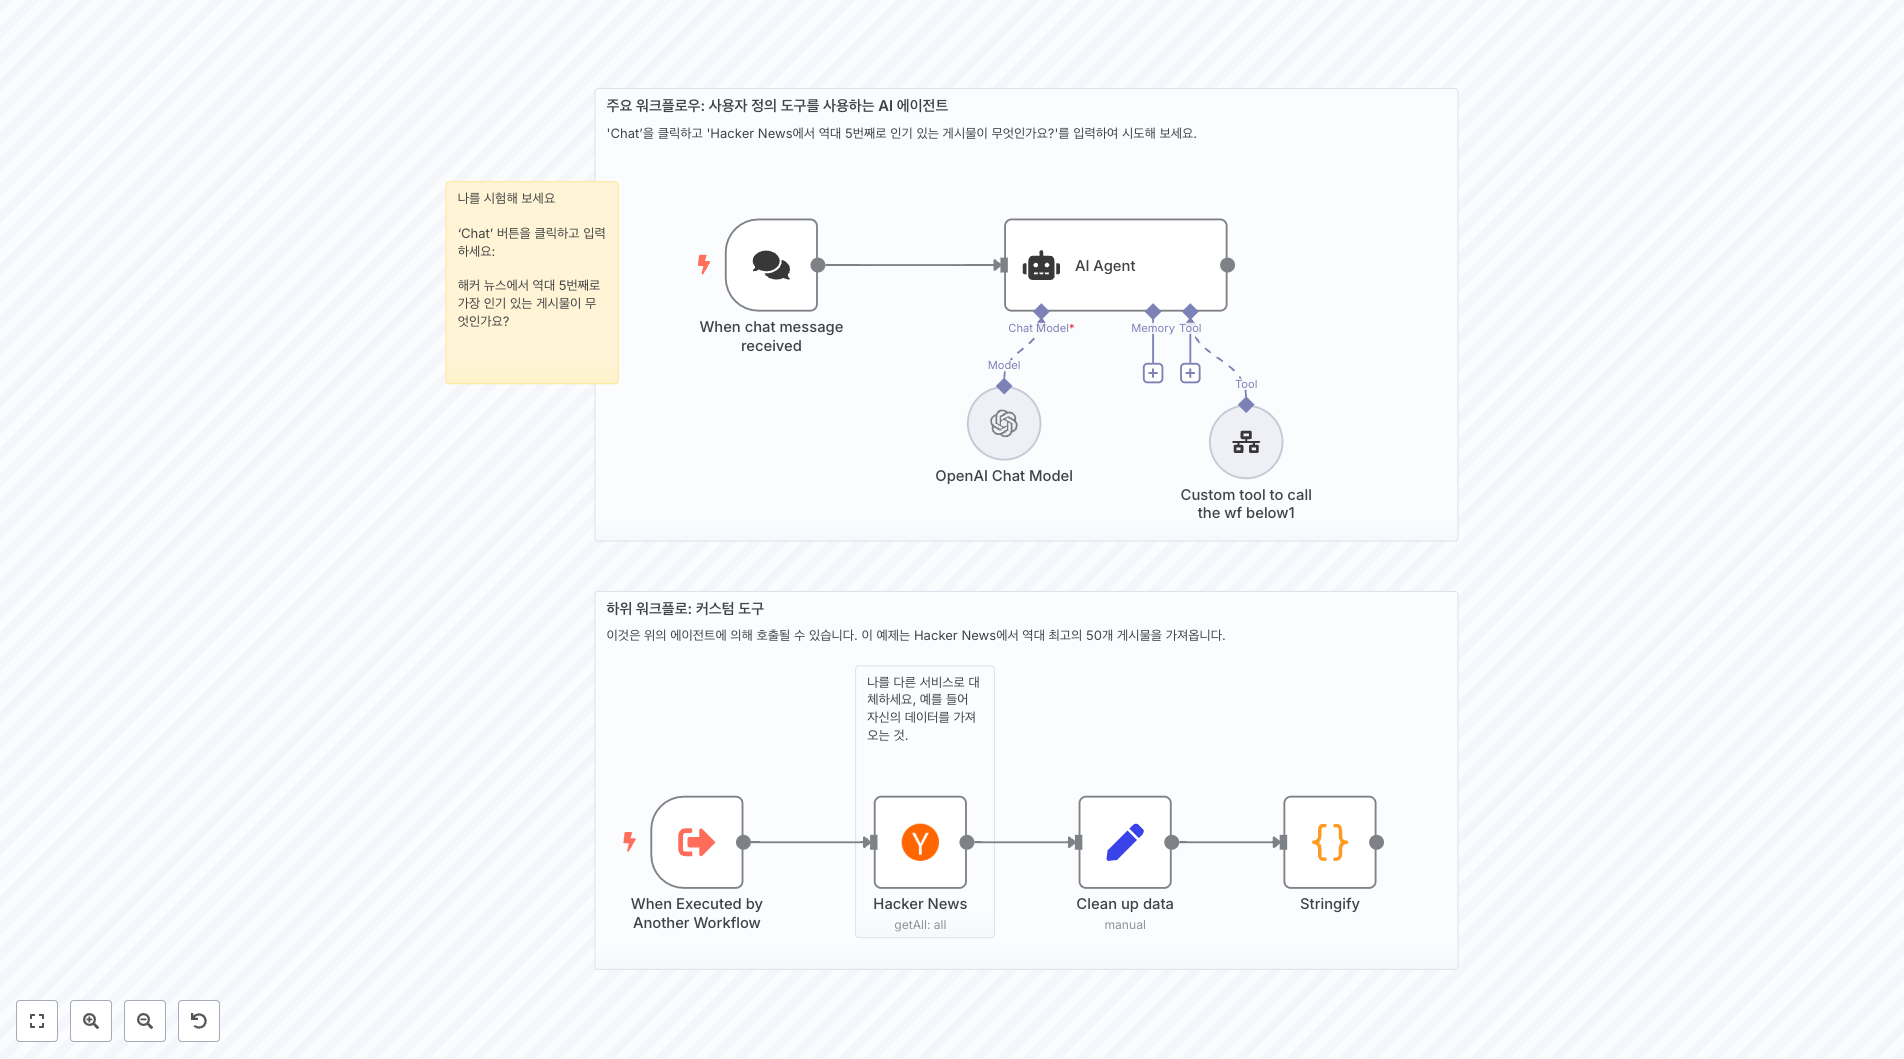 주요 워크플로우: 사용자 정의 도구를 사용하는 AI 에이전트
'Chat'을 클릭하고 'Hacker News에서 역대 5번째로 인기 있는 게시물이 무엇인가요?'를 입력하여 시도해 보세요.
나를 시험해 보세요
‘Chat’ 버튼을 클릭하고 입력
하세요:
해커 뉴스에서 역대 5번째로
가장 인기 있는 게시물이 무
엇인가요?
When chat message
received
AI Agent
Chat Model*
Memory
Tool
Model
Tool
OpenAI Chat Model
Custom tool to call
the wf below1
하위 워크플로: 커스텀 도구
이것은 위의 에이전트에 의해 호출될 수 있습니다. 이 예제는 Hacker News에서 역대 최고의 50개 게시물을 가져옵니다.
나를 다른 서비스로 대
체하세요, 예를 들어
자신의 데이터를 가져
오는 것.
When Executed by
Another Workflow
Hacker News
getAll: all
Clean up data
manual
Stringify